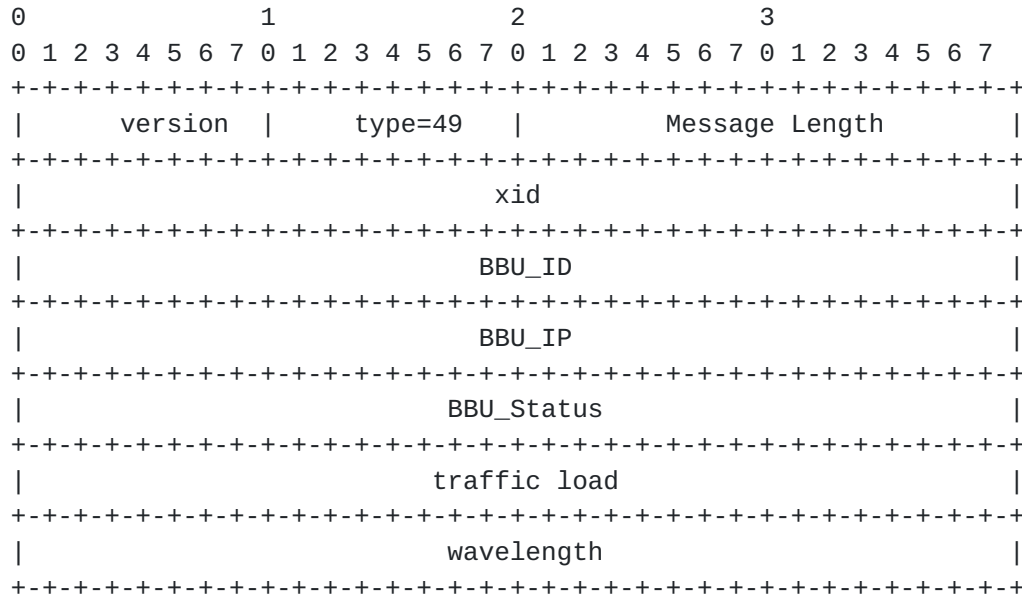 0 1 2 3
0 1 2 3 4 5 6 7 0 1 2 3 4 5 6 7 0 1 2 3 4 5 6 7 0 1 2 3 4 5 6 7
+-+-+-+-+-+-+-+-+-+-+-+-+-+-+-+-+-+-+-+-+-+-+-+-+-+-+-+-+-+-+-+-+
| version | type=49 | Message Length |
+-+-+-+-+-+-+-+-+-+-+-+-+-+-+-+-+-+-+-+-+-+-+-+-+-+-+-+-+-+-+-+-+
| xid |
+-+-+-+-+-+-+-+-+-+-+-+-+-+-+-+-+-+-+-+-+-+-+-+-+-+-+-+-+-+-+-+-+
| BBU_ID |
+-+-+-+-+-+-+-+-+-+-+-+-+-+-+-+-+-+-+-+-+-+-+-+-+-+-+-+-+-+-+-+-+
| BBU_IP |
+-+-+-+-+-+-+-+-+-+-+-+-+-+-+-+-+-+-+-+-+-+-+-+-+-+-+-+-+-+-+-+-+
| BBU_Status |
+-+-+-+-+-+-+-+-+-+-+-+-+-+-+-+-+-+-+-+-+-+-+-+-+-+-+-+-+-+-+-+-+
| traffic load |
+-+-+-+-+-+-+-+-+-+-+-+-+-+-+-+-+-+-+-+-+-+-+-+-+-+-+-+-+-+-+-+-+
| wavelength |
+-+-+-+-+-+-+-+-+-+-+-+-+-+-+-+-+-+-+-+-+-+-+-+-+-+-+-+-+-+-+-+-+